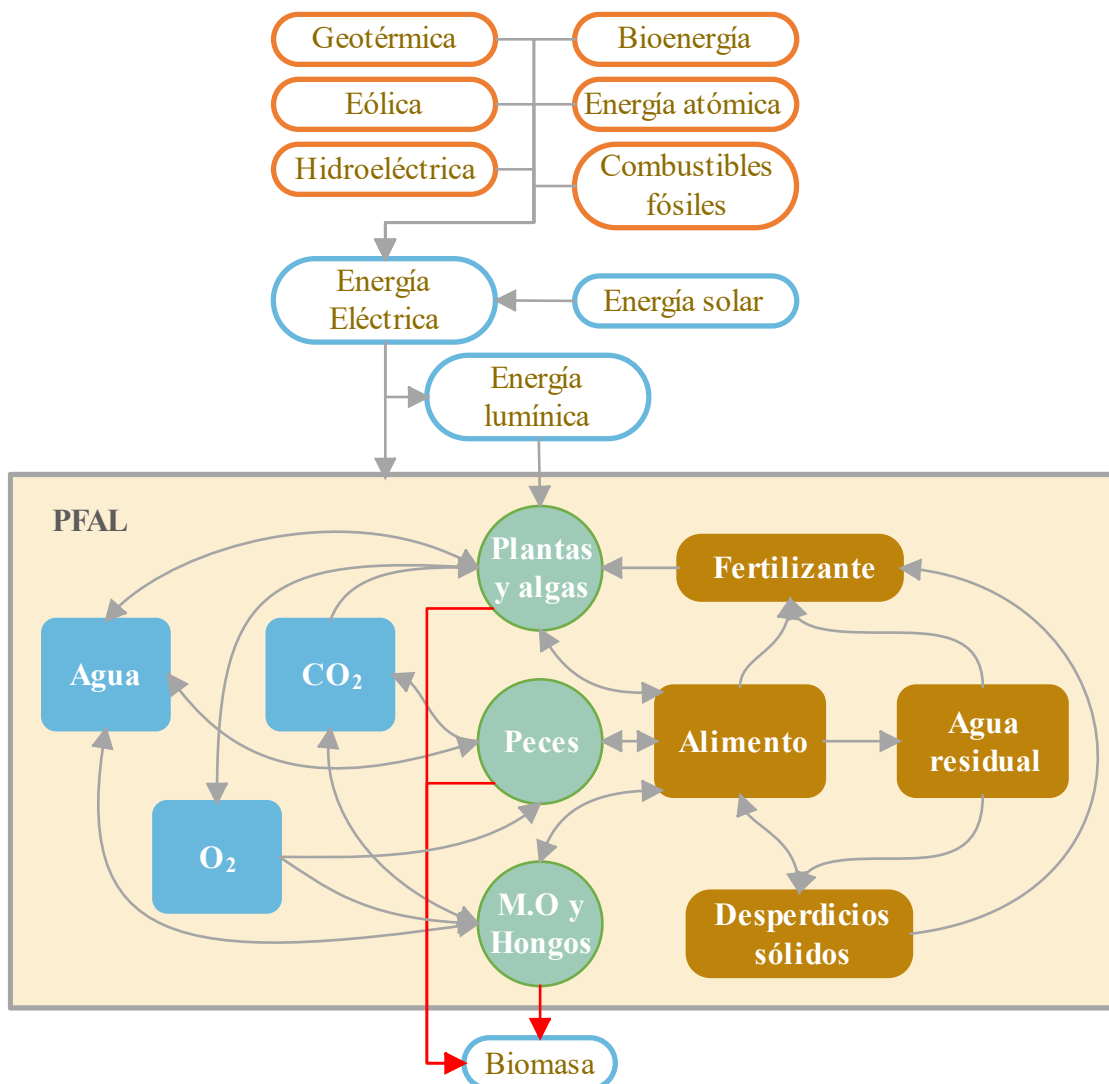 Geotérmica
Bioenergía
Eólica
Energía atómica
Hidroeléctrica
Combustibles
fósiles
Energía
Eléctrica
Energía solar
Energía
lumínica
PFAL
Plantas
y algas
Fertilizante
Agua
CO₂
Peces
Alimento
Agua
residual
O₂
M.O y
Hongos
Desperdicios
sólidos
Biomasa